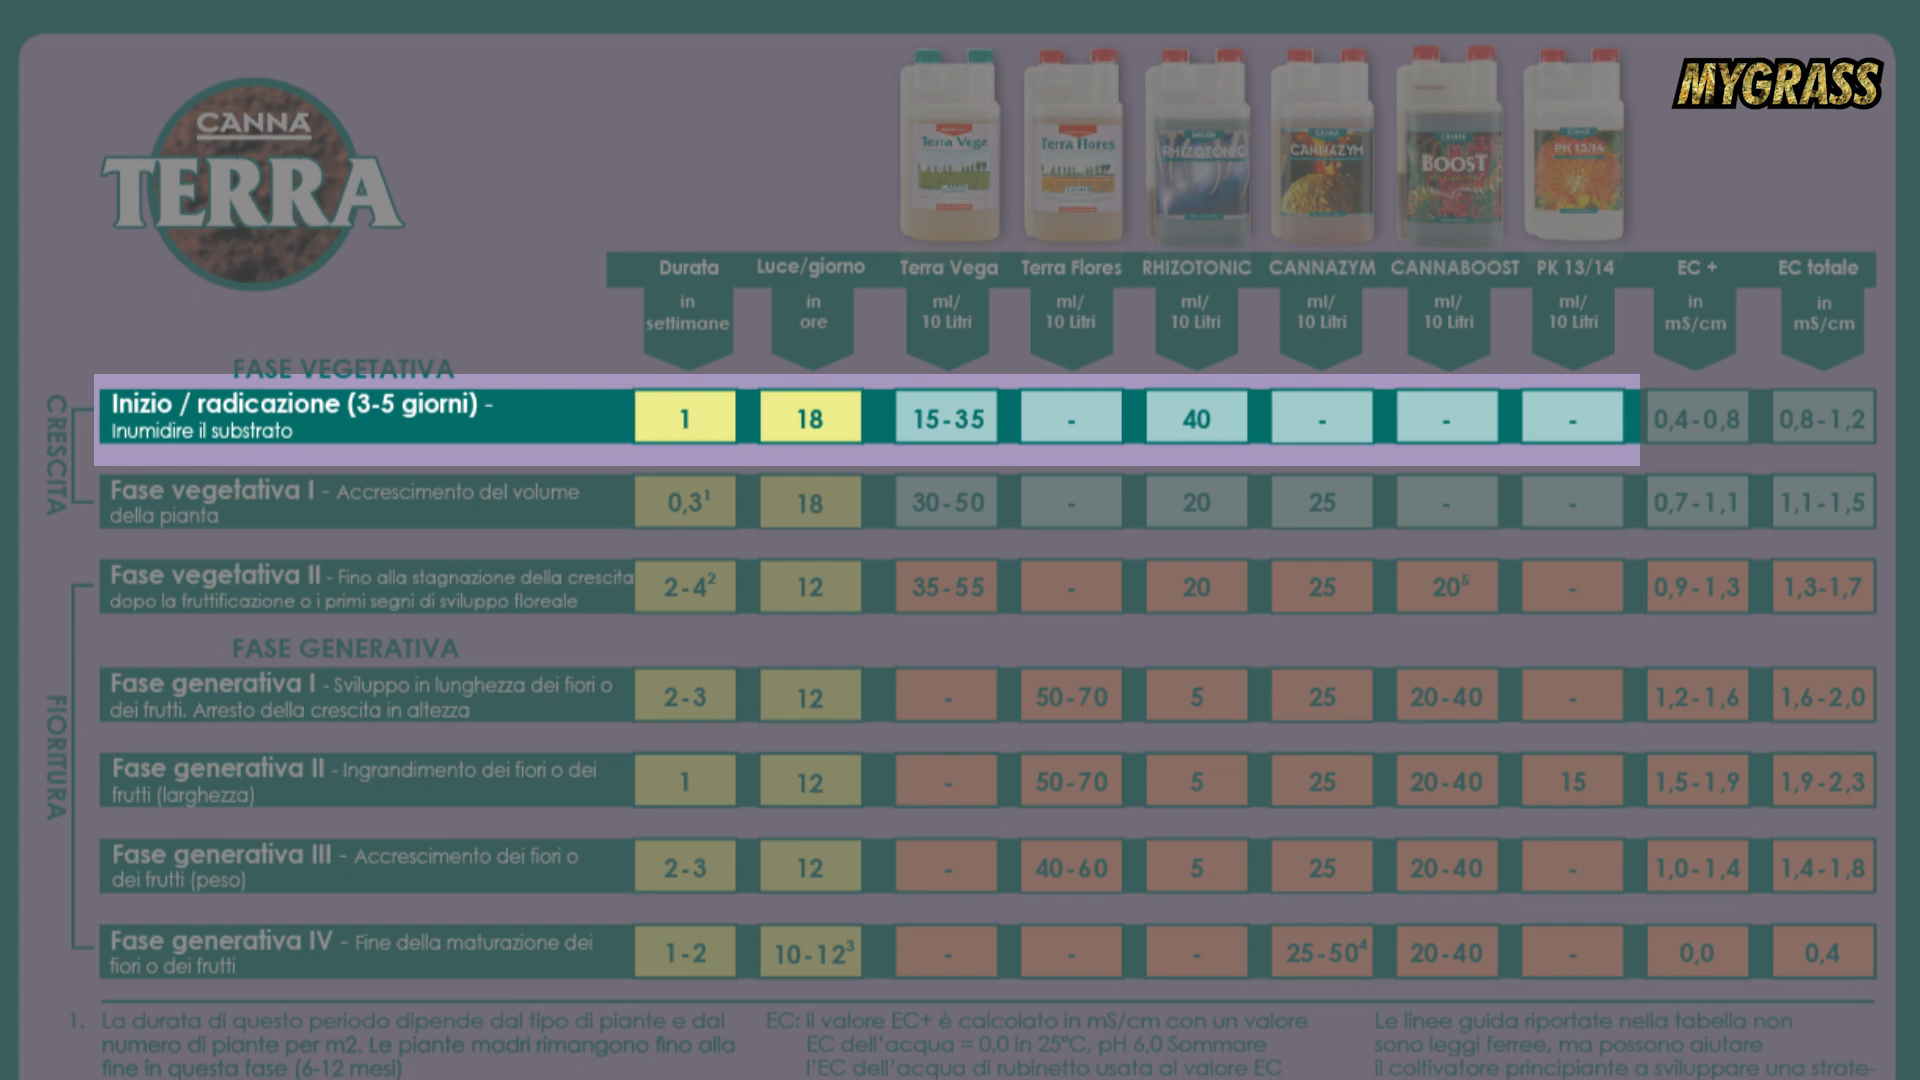 MYGRASS
CANNA
TERRA
Terra Vega
Terra Flores
RHIZOTONIC
CANNAZYM
CANNA
BOOST
PK 13/14
Durata Luce/giorno Terra Vega Terra Flores RHIZOTONIC CANNAZYM CANNABOOST PK 13/14 EC + EC totale
in in ml/ ml/ ml/ ml/ ml/ ml/ in in
settimane ore 10 Litri 10 Litri 10 Litri 10 Litri 10 Litri 10 Litri mS/cm mS/cm
FASE VEGETATIVA
CRESCITA
Inizio / radicazione (3-5 giorni) -
Inumidire il substrato
1 18 15-35 - 40 - - - 0,4-0,8 0,8-1,2
Fase vegetativa I - Accrescimento del volume
della pianta
0,3¹ 18 30-50 - 20 25 - - 0,7-1,1 1,1-1,5
FIORITURA
Fase vegetativa II - Fino alla stagnazione della crescita
dopo la fruttificazione o i primi segni di sviluppo floreale
2-4² 12 35-55 - 20 25 20⁵ - 0,9-1,3 1,3-1,7
FASE GENERATIVA
Fase generativa I - Sviluppo in lunghezza dei fiori o
dei frutti. Arresto della crescita in altezza
2-3 12 - 50-70 5 25 20-40 - 1,2-1,6 1,6-2,0
Fase generativa II - Ingrandimento dei fiori o dei
frutti (larghezza)
1 12 - 50-70 5 25 20-40 15 1,5-1,9 1,9-2,3
Fase generativa III - Accrescimento dei fiori o
dei frutti (peso)
2-3 12 - 40-60 5 25 20-40 - 1,0-1,4 1,4-1,8
Fase generativa IV - Fine della maturazione dei
fiori o dei frutti
1-2 10-12³ - - - 25-50⁴ 20-40 - 0,0 0,4
1. La durata di questo periodo dipende dal tipo di piante e dal
numero di piante per m2. Le piante madri rimangono fino alla
fine in questa fase (6-12 mesi)
EC: il valore EC+ è calcolato in mS/cm con un valore
EC dell'acqua = 0,0 in 25°C, pH 6,0 Sommare
l'EC dell'acqua di rubinetto usata al valore EC
Le linee guida riportate nella tabella non
sono leggi ferree, ma possono aiutare
il coltivatore principiante a sviluppare una strate-